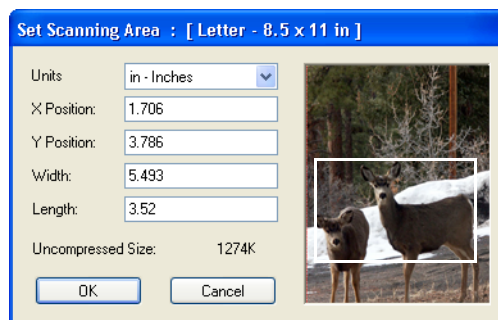 Set Scanning Area : [ Letter - 8.5 x 11 in ]
Units in - Inches
X Position: 1.706
Y Position: 3.786
Width: 5.493
Length: 3.52
Uncompressed Size: 1274K
OK Cancel